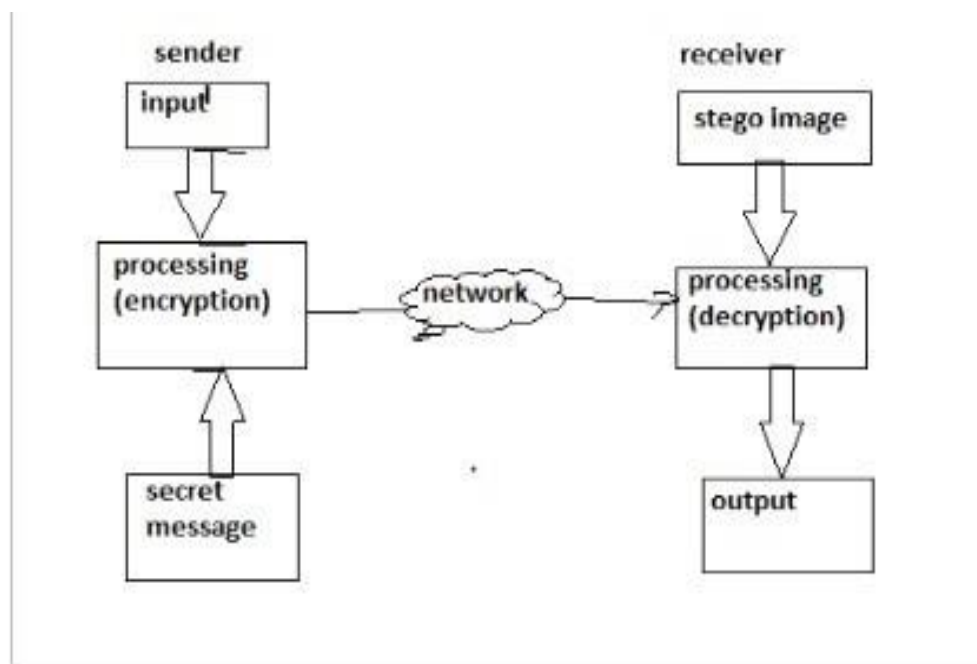 sender
input
processing
(encryption)
secret
message
network
receiver
stego image
processing
(decryption)
output